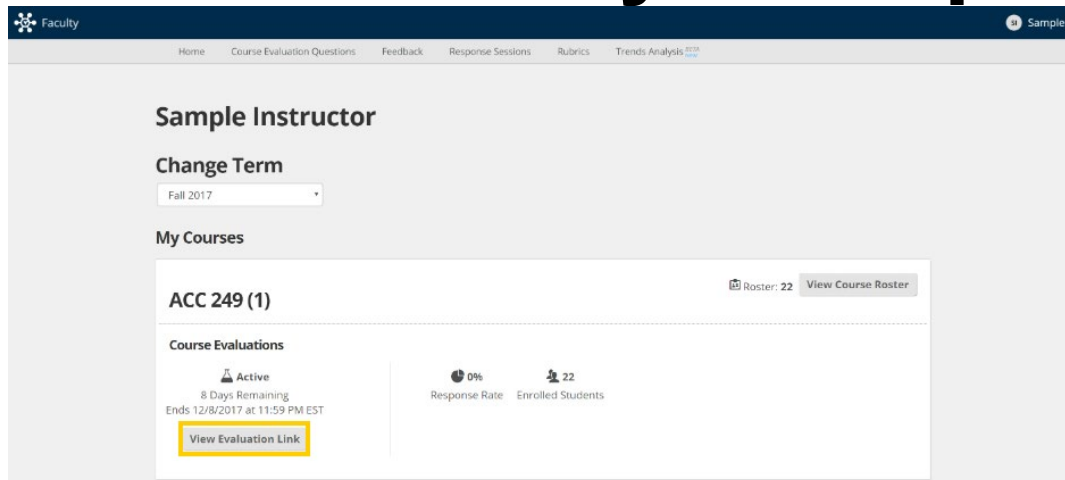 Faculty
SI Sample
Home Course Evaluation Questions Feedback Response Sessions Rubrics Trends Analysis BETA
Sample Instructor
Change Term
Fall 2017
My Courses
ACC 249 (1)
Roster: 22 View Course Roster
Course Evaluations
Active
8 Days Remaining
Ends 12/8/2017 at 11:59 PM EST
View Evaluation Link
0%
Response Rate
22
Enrolled Students